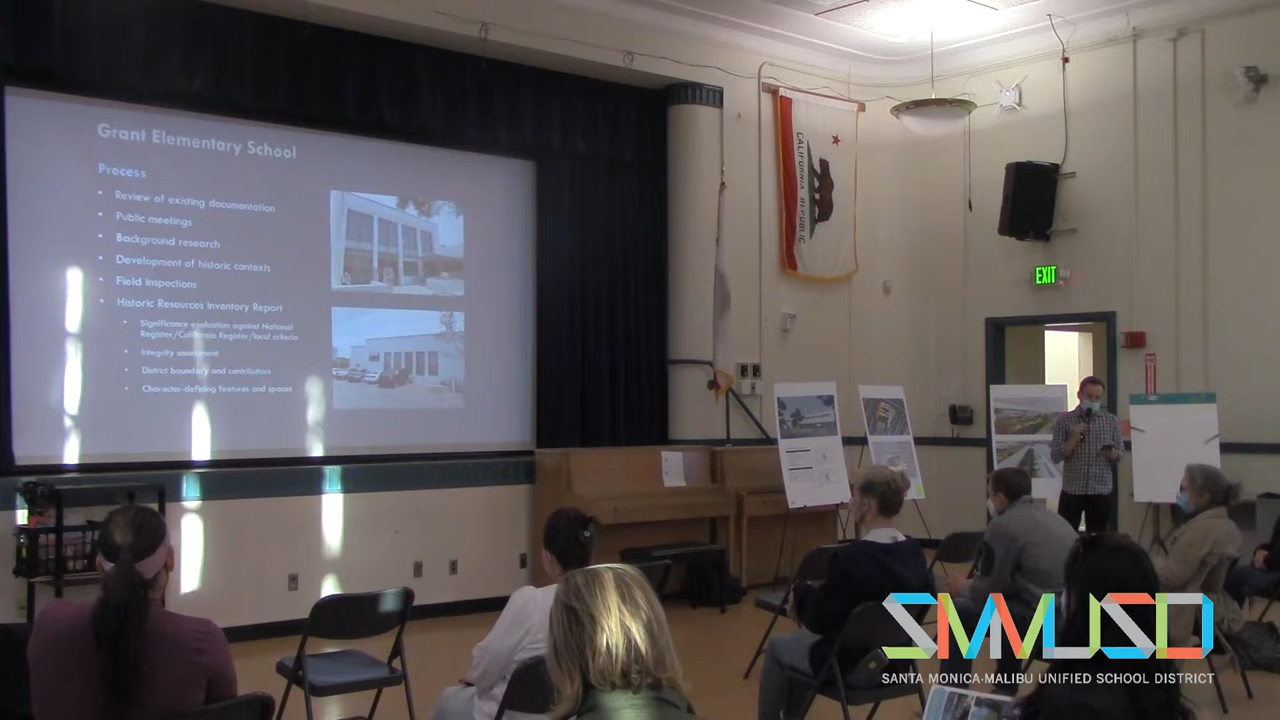 Grant Elementary School
Process
• Review of existing documentation
• Public meetings
• Background research
• Development of historic contexts
• Field Inspections
• Historic Resources Inventory Report
• Significance evaluation against National
Register/California Register/local criteria
• Integrity assessment
• District boundary and contributors
• Character-defining features and spaces
CALIFORNIA REPUBLIC
EXIT
SMMUSD
SANTA MONICA-MALIBU UNIFIED SCHOOL DISTRICT